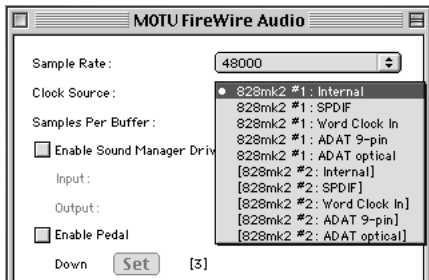 MOTU FireWire Audio
Sample Rate: 48000
Clock Source:
828mk2 #1: Internal
828mk2 #1: SPDIF
828mk2 #1: Word Clock In
828mk2 #1: ADAT 9-pin
828mk2 #1: ADAT optical
[828mk2 #2: Internal]
[828mk2 #2: SPDIF]
[828mk2 #2: Word Clock In]
[828mk2 #2: ADAT 9-pin]
[828mk2 #2: ADAT optical]
Samples Per Buffer:
Enable Sound Manager Driv
Input:
Output:
Enable Pedal
Down Set [3]